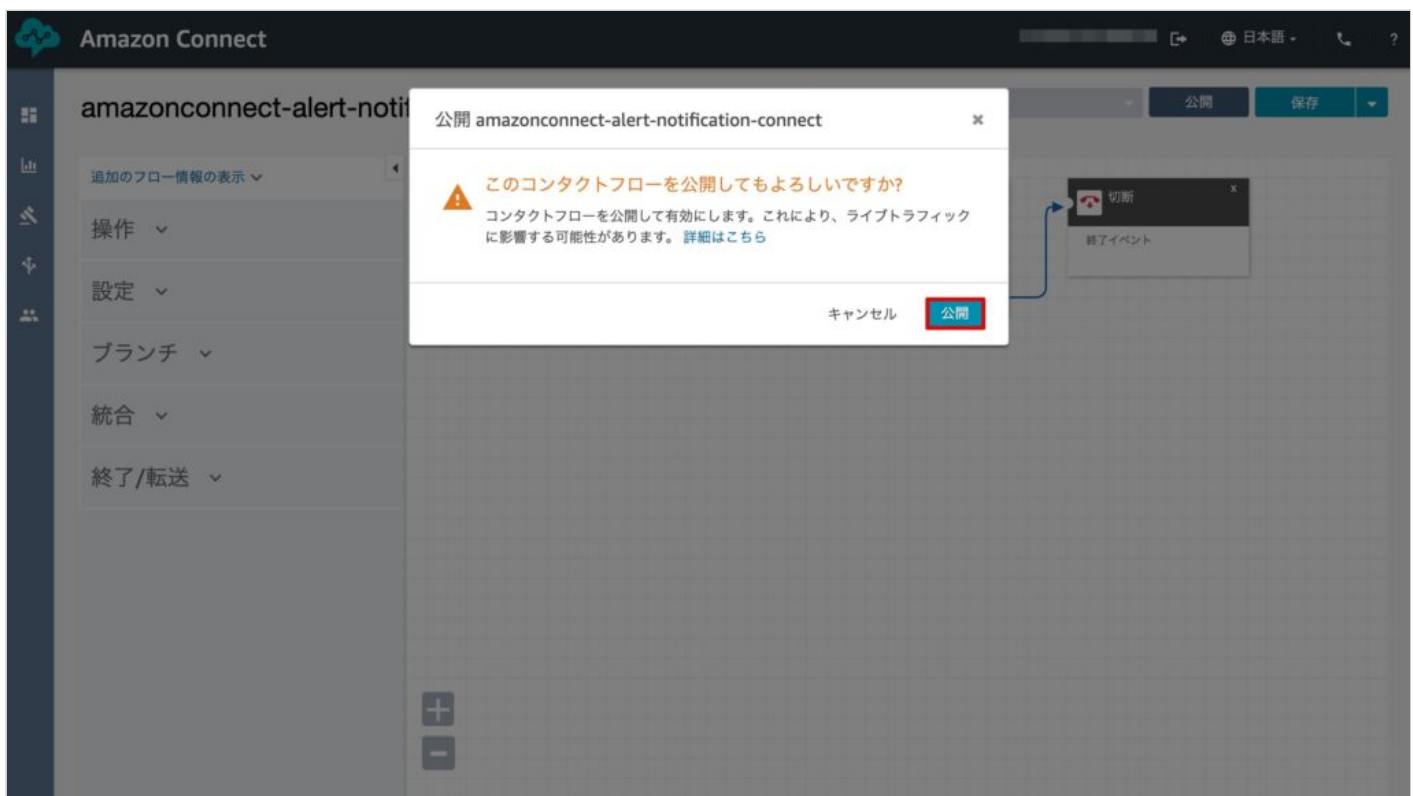 Amazon Connect
日本語
?
amazonconnect-alert-notif
公開
保存
公開 amazonconnect-alert-notification-connect
×
このコンタクトフローを公開してもよろしいですか?
コンタクトフローを公開して有効にします。これにより、ライブトラフィック
に影響する可能性があります。 詳細はこちら
キャンセル
公開
追加のフロー情報の表示
操作
設定
ブランチ
統合
終了/転送
切断
x
終了イベント